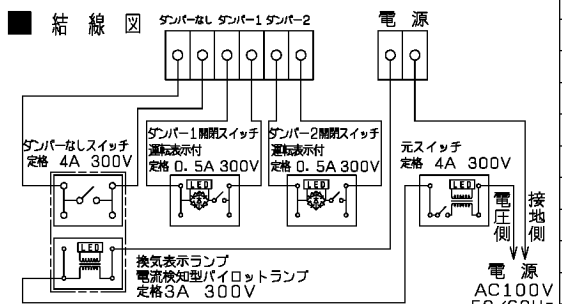 ■ 結線図
ダンパーなし ダンパー1 ダンパー2
電源
ダンパーなしスイッチ
定格 4A 300V
ダンパー1開閉スイッチ
運転表示付
定格 0.5A 300V
LED
ダンパー2開閉スイッチ
運転表示付
定格 0.5A 300V
LED
元スイッチ
定格 4A 300V
LED
電圧側
接地側
LED
換気表示ランプ
電流検知型パイロットランプ
定格3A 300V
電源
AC100V
50/60Hz